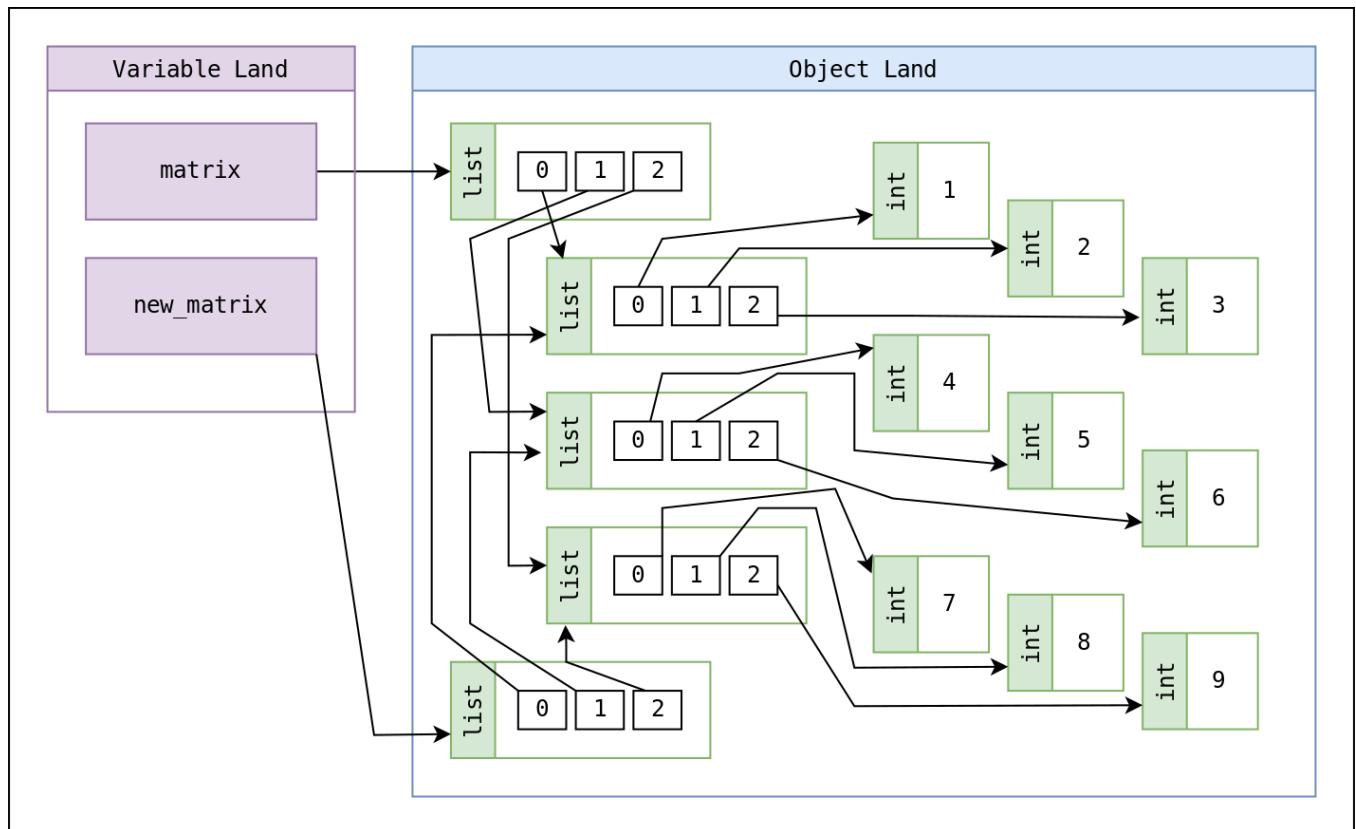 Variable Land
Object Land
matrix
list
0 1 2
int
1
int
2
new_matrix
list
0 1 2
int
3
int
4
list
0 1 2
int
5
int
6
list
0 1 2
int
7
int
8
list
0 1 2
int
9